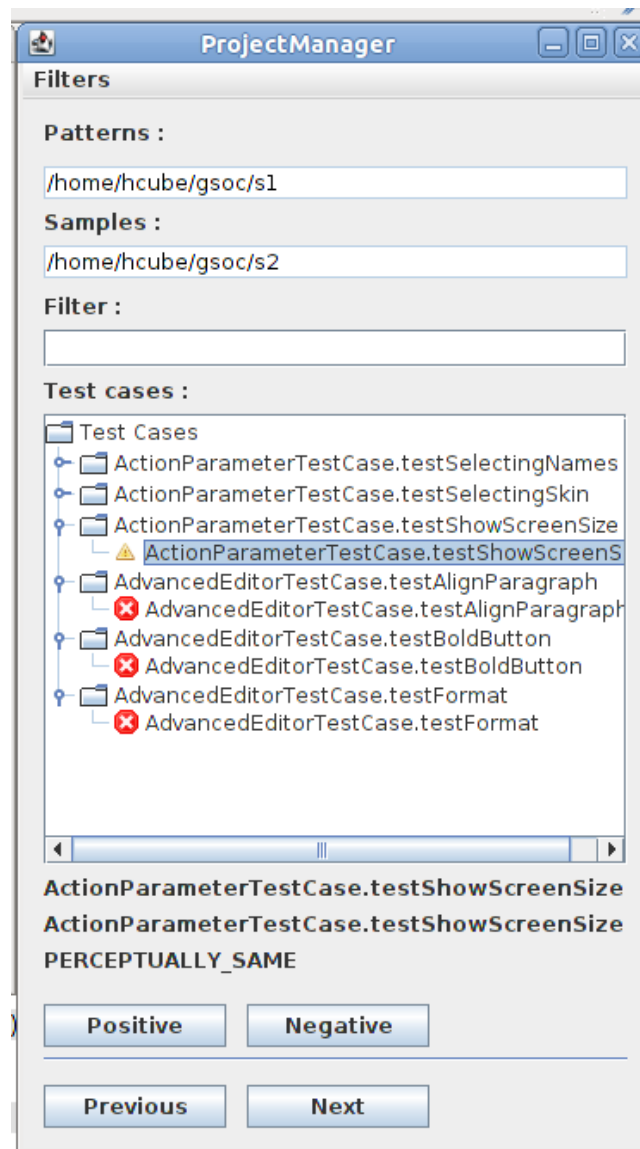 ProjectManager
Filters
Patterns :
/home/hcube/gsoc/s1
Samples :
/home/hcube/gsoc/s2
Filter :
Test cases :
Test Cases
ActionParameterTestCase.testSelectingNames
ActionParameterTestCase.testSelectingSkin
ActionParameterTestCase.testShowScreenSize
ActionParameterTestCase.testShowScreenS
AdvancedEditorTestCase.testAlignParagraph
AdvancedEditorTestCase.testAlignParagraph
AdvancedEditorTestCase.testBoldButton
AdvancedEditorTestCase.testBoldButton
AdvancedEditorTestCase.testFormat
AdvancedEditorTestCase.testFormat
ActionParameterTestCase.testShowScreenSize
ActionParameterTestCase.testShowScreenSize
PERCEPTUALLY_SAME
Positive Negative
Previous Next